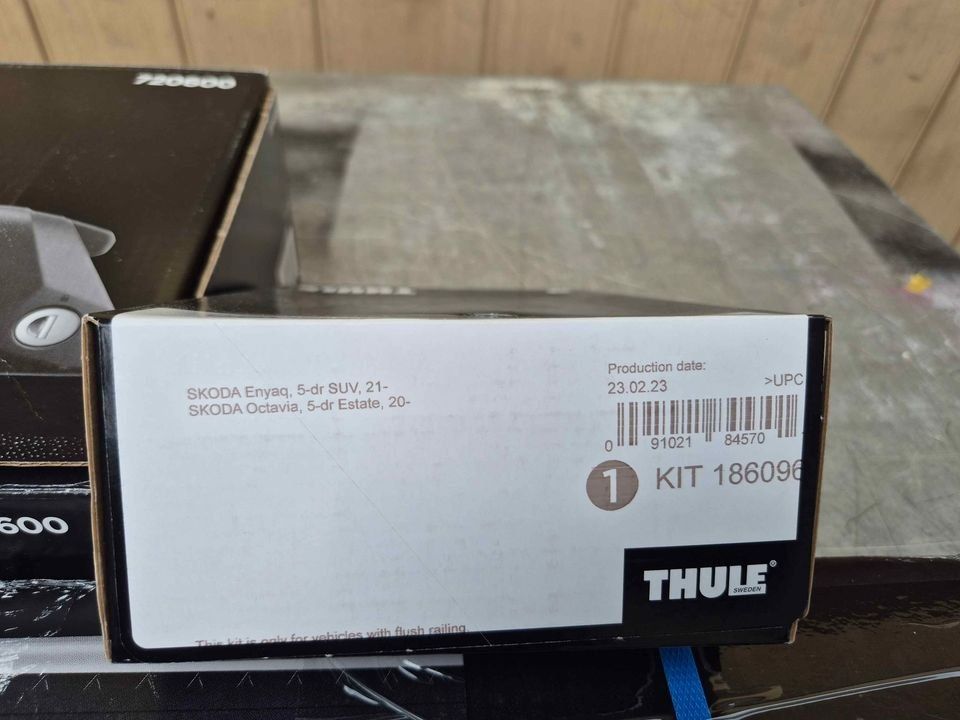 720600
SKODA Enyaq, 5-dr SUV, 21-
SKODA Octavia, 5-dr Estate, 20-
Production date:
23.02.23 >UPC
0 91021 84570
1 KIT 186096
600
THULE®
SWEDEN
This kit is only for vehicles with flush railing